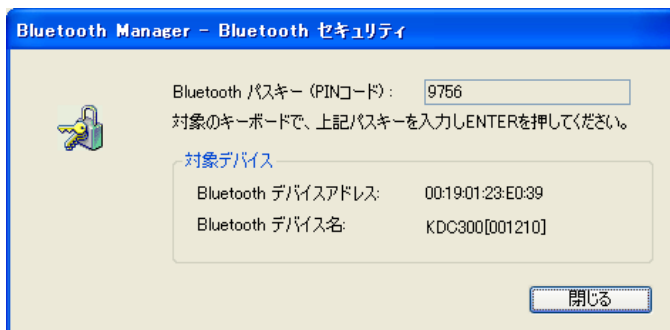 Bluetooth Manager - Bluetooth セキュリティ
Bluetooth パスキー (PINコード) : 9756
対象のキーボードで、上記パスキーを入力しENTERを押してください。
対象デバイス
Bluetooth デバイスアドレス: 00:19:01:23:E0:39
Bluetooth デバイス名: KDC300[001210]
閉じる